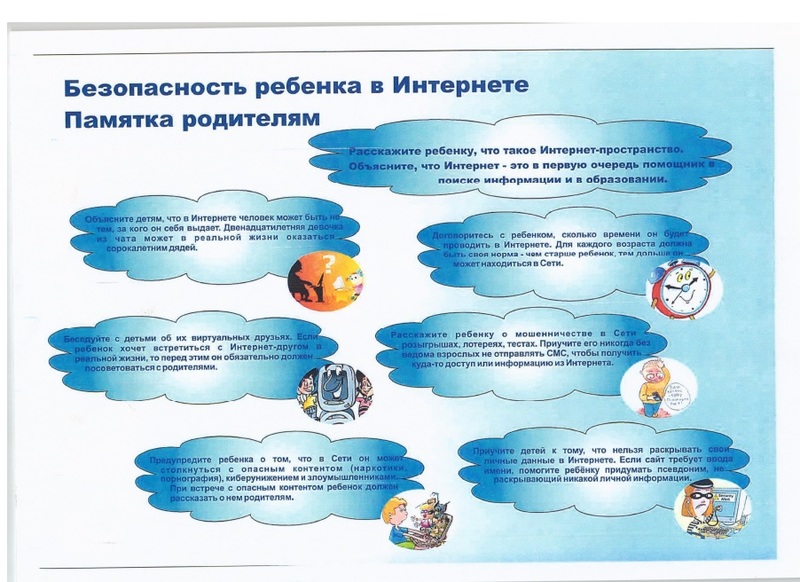 Безопасность ребенка в Интернете
Памятка родителям
Расскажите ребенку, что такое Интернет-пространство.
Объясните, что Интернет - это в первую очередь помощник в
поиске информации и в образовании.
Объясните детям, что в Интернете человек может быть не
тем, за кого он себя выдает. Двенадцатилетняя девочка
из чата может в реальной жизни оказаться
сорокалетним дядей.
Договоритесь с ребенком, сколько времени он будет
проводить в Интернете. Для каждого возраста должна
быть своя норма - чем старше ребенок, тем дольше он
может находиться в Сети.
Беседуйте с детьми об их виртуальных друзьях. Если
ребенок хочет встретиться с Интернет-другом в
реальной жизни, то перед этим он обязательно должен
посоветоваться с родителями.
Расскажите ребенку о мошенничестве в Сети
розыгрышах, лотереях, тестах. Приучите его никогда без
ведома взрослых не отправлять СМС, чтобы получить
куда-то доступ или информацию из Интернета.
Предупредите ребенка о том, что в Сети он может
столкнуться с опасным контентом (наркотики,
порнография), киберунижением и злоумышленниками.
При встрече с опасным контентом ребенок должен
рассказать о нем родителям.
Приучите детей к тому, что нельзя раскрывать свои
личные данные в Интернете. Если сайт требует ввода
имени, помогите ребёнку придумать псевдоним, не
раскрывающий никакой личной информации.
?
Security
Alert